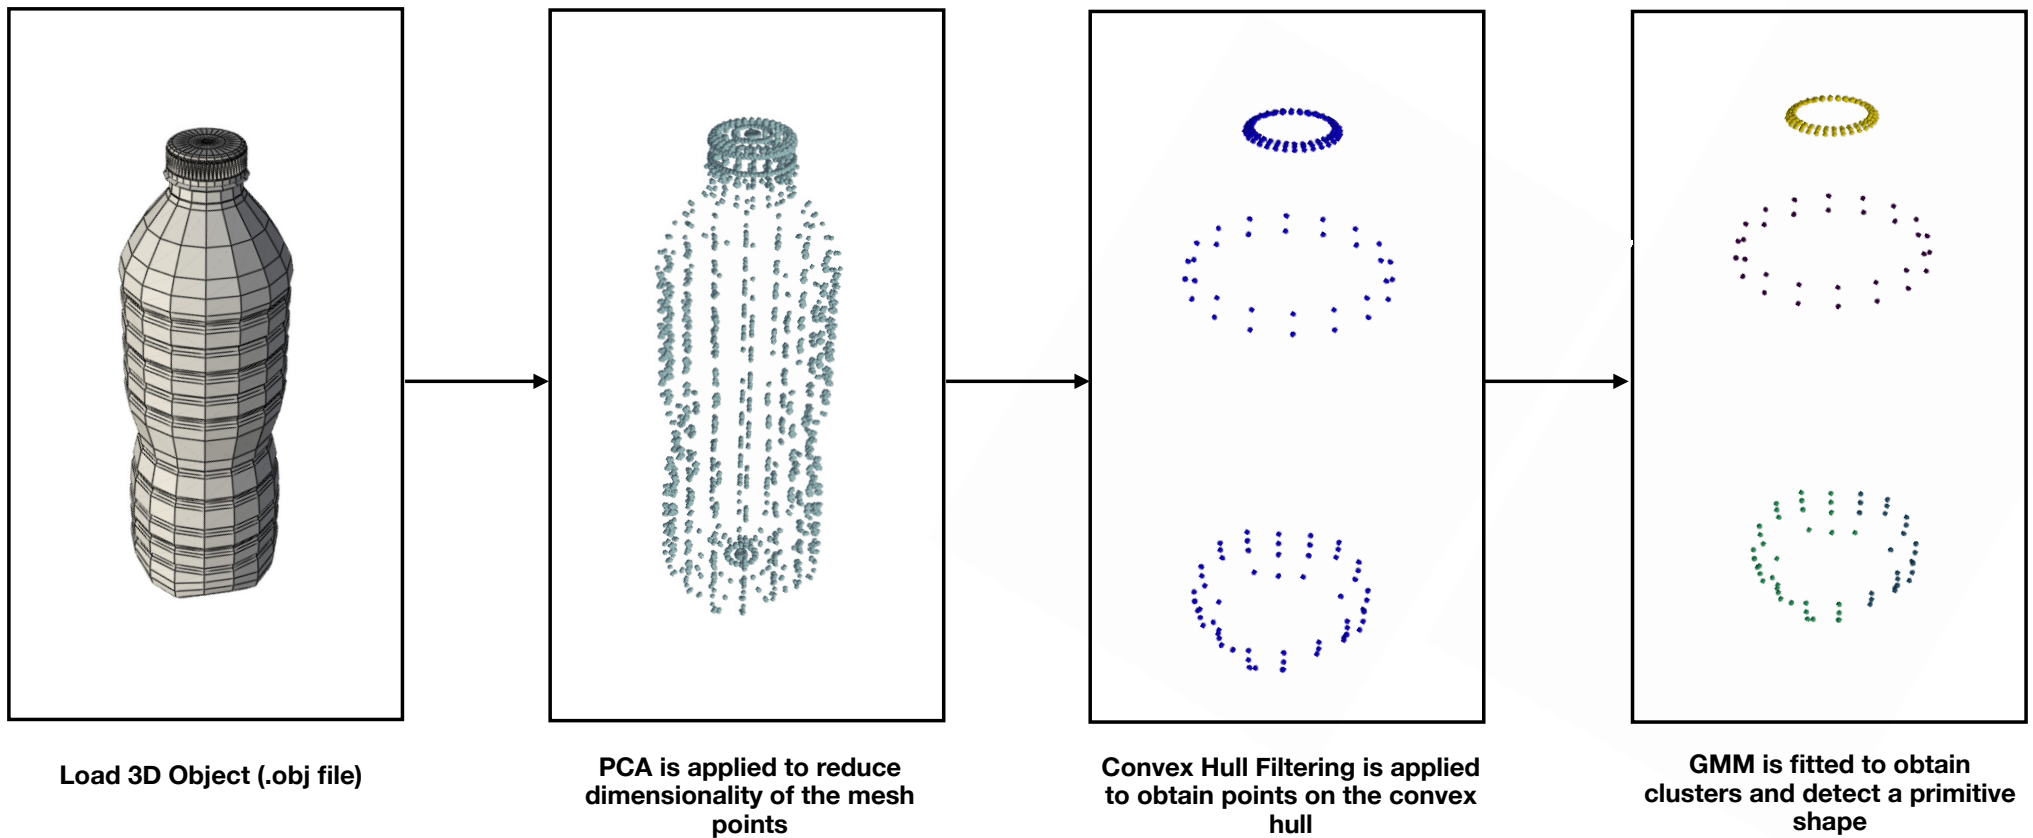 Load 3D Object (.obj file)
PCA is applied to reduce
dimensionality of the mesh
points
Convex Hull Filtering is applied
to obtain points on the convex
hull
GMM is fitted to obtain
clusters and detect a primitive
shape